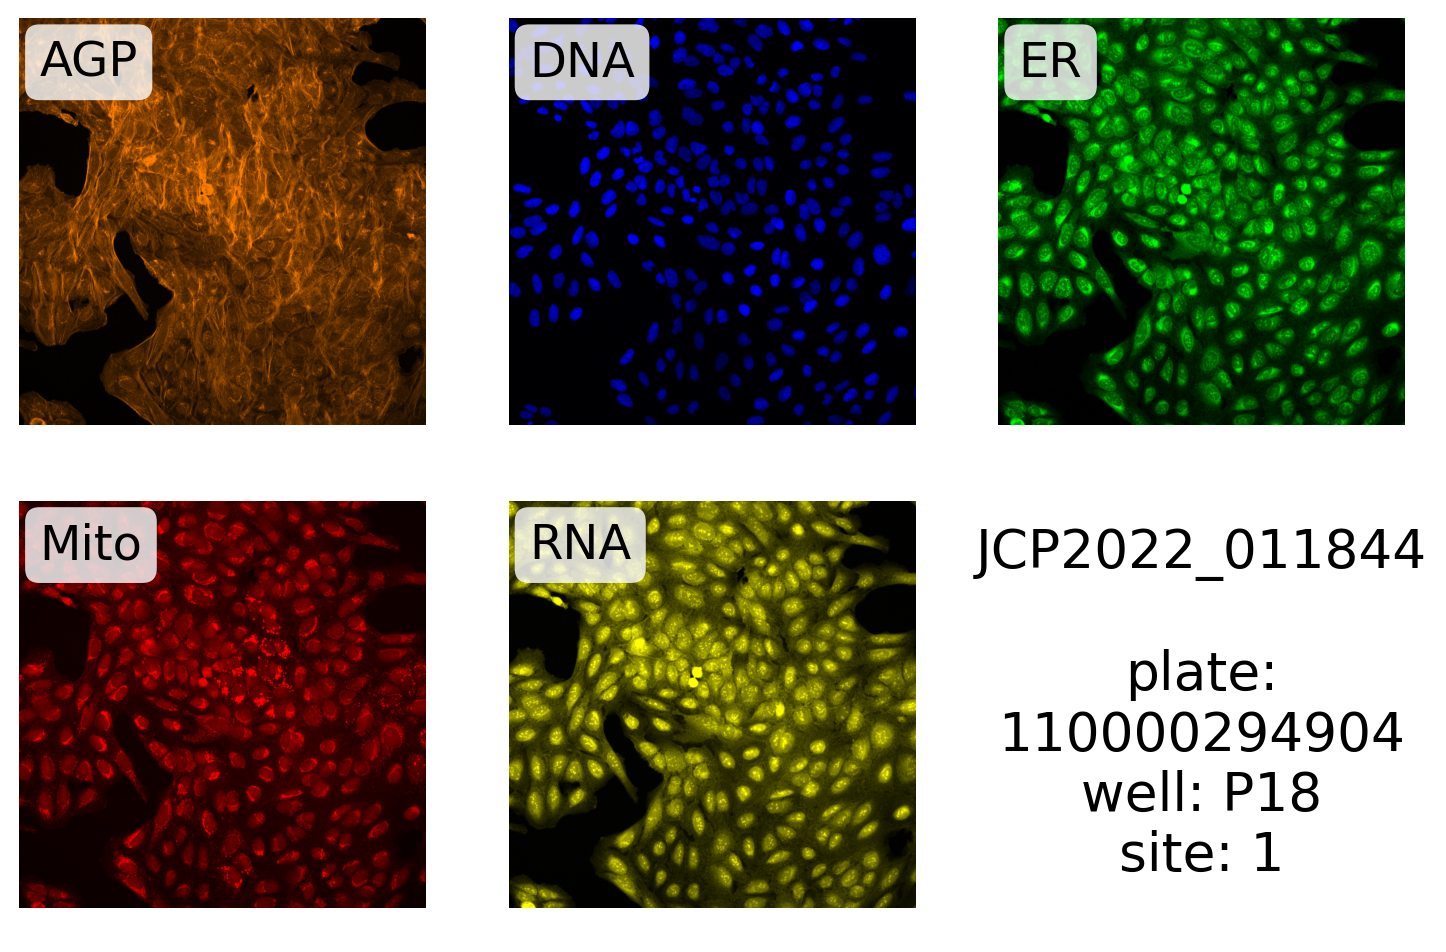 AGP
DNA
ER
Mito
RNA
JCP2022_011844
plate:
110000294904
well: P18
site: 1